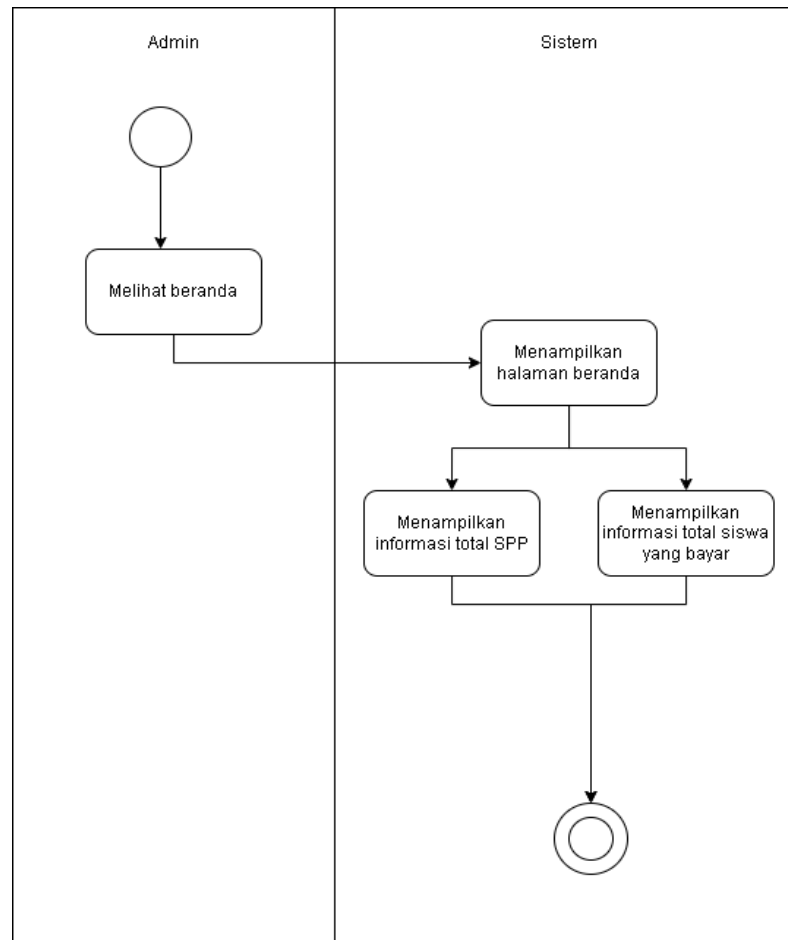 Admin
Sistem
Melihat beranda
Menampilkan
halaman beranda
Menampilkan
informasi total SPP
Menampilkan
informasi total siswa
yang bayar